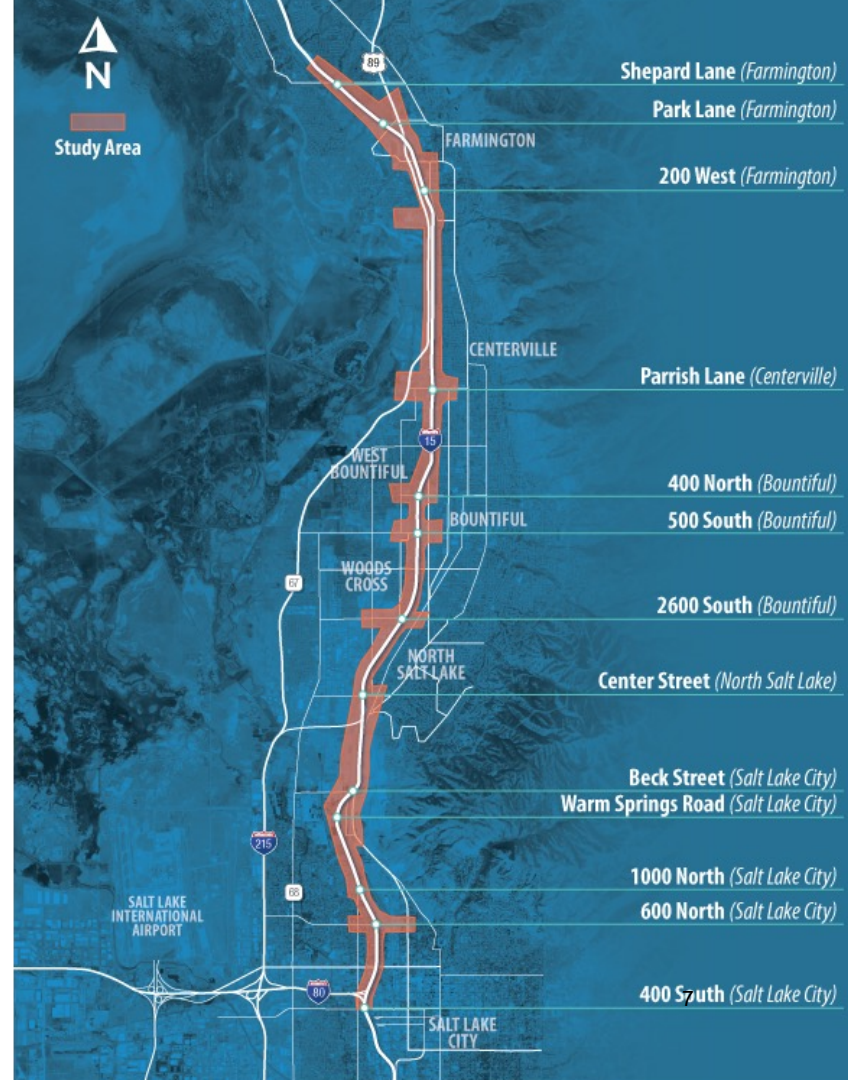 89
N
Study Area
Shepard Lane (Farmington)
Park Lane (Farmington)
FARMINGTON
200 West (Farmington)
CENTERVILLE
Parrish Lane (Centerville)
15
WEST
BOUNTIFUL
400 North (Bountiful)
BOUNTIFUL
500 South (Bountiful)
WOODS
CROSS
67
2600 South (Bountiful)
NORTH
SALT LAKE
Center Street (North Salt Lake)
Beck Street (Salt Lake City)
Warm Springs Road (Salt Lake City)
215
68
1000 North (Salt Lake City)
SALT LAKE
INTERNATIONAL
AIRPORT
600 North (Salt Lake City)
80
400 South (Salt Lake City)
7
SALT LAKE
CITY